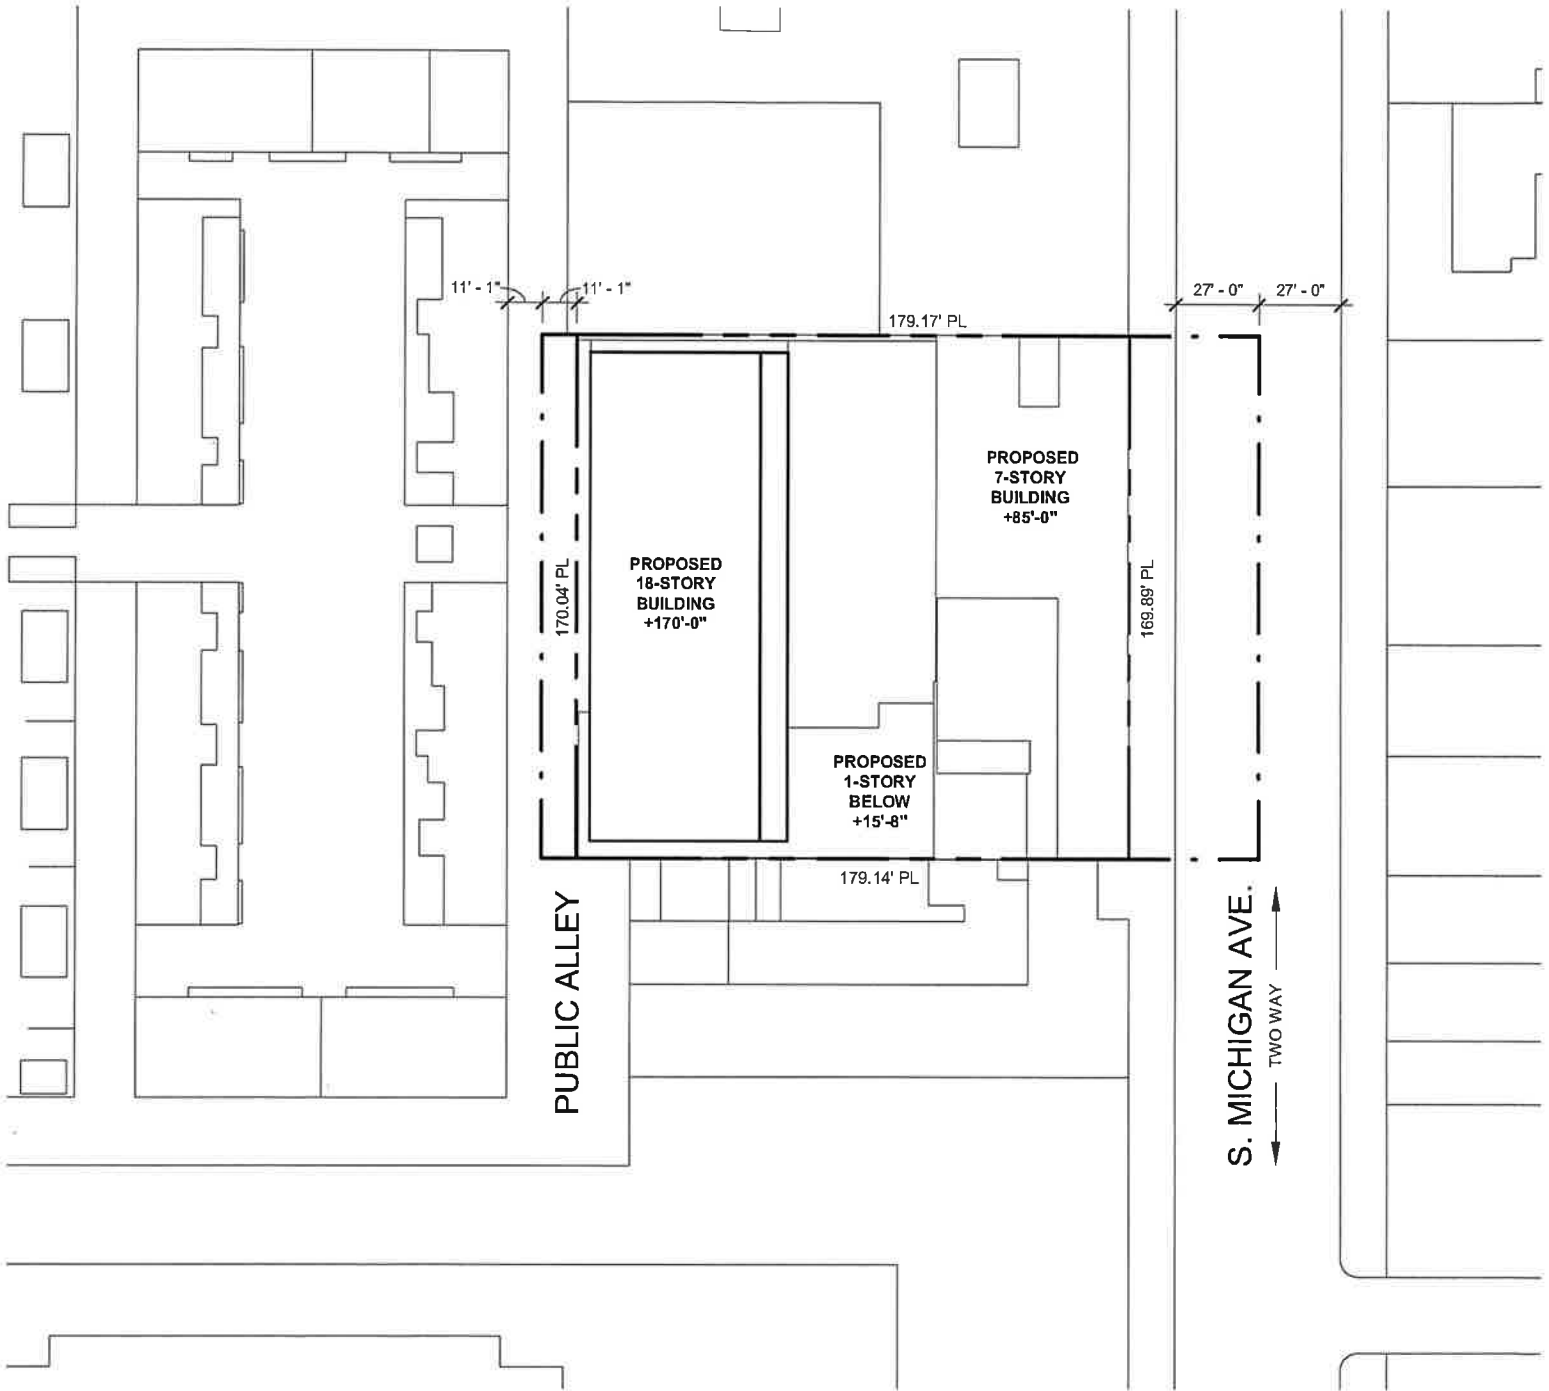 11' - 1"
11' - 1"
27' - 0"
27' - 0"
179.17' PL
PROPOSED
7-STORY
BUILDING
+85'-0"
PROPOSED
18-STORY
BUILDING
+170'-0"
170.04' PL
169.89' PL
PROPOSED
1-STORY
BELOW
+15'-8"
179.14' PL
PUBLIC ALLEY
S. MICHIGAN AVE.
TWO WAY